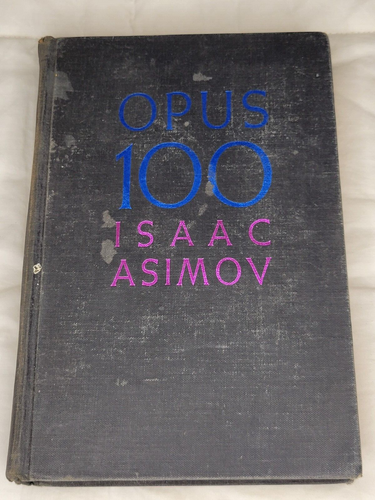 OPUS
100
ISAAC
ASIMOV